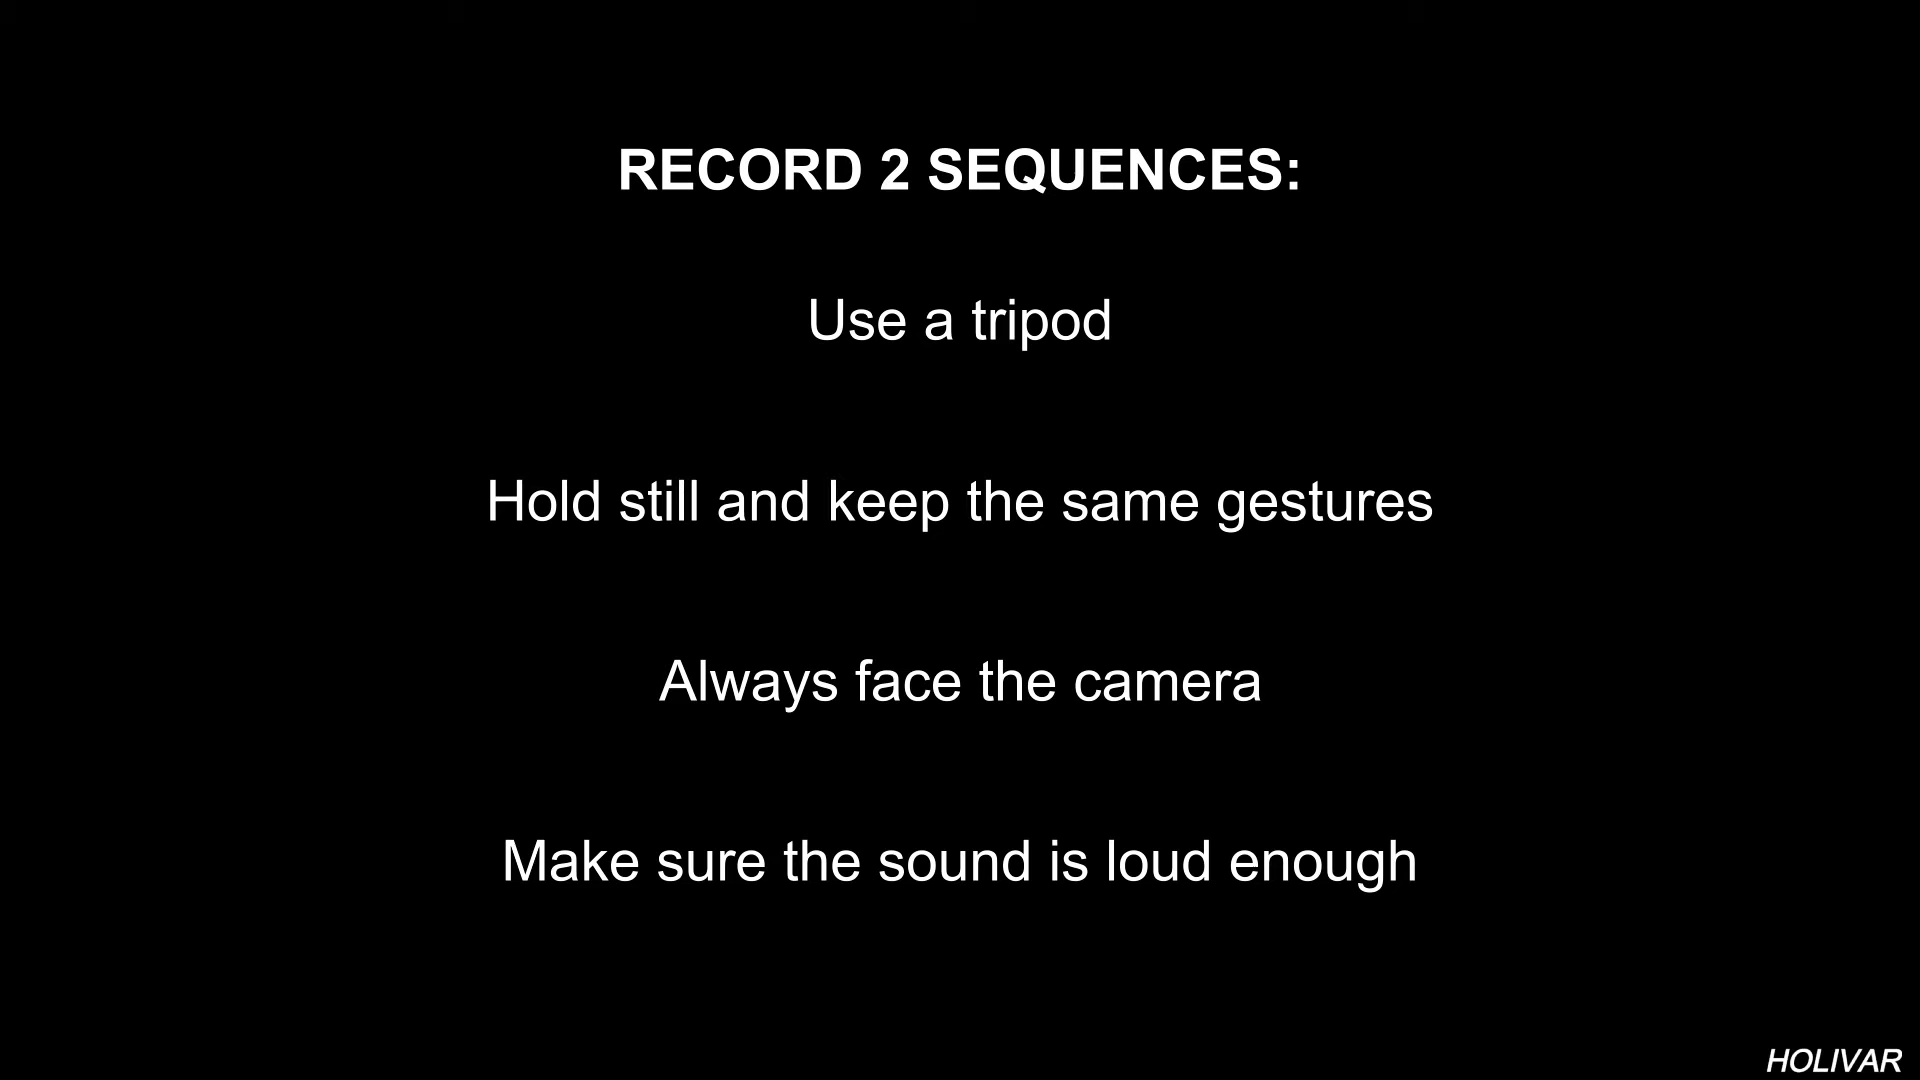 RECORD 2 SEQUENCES:
Use a tripod
Hold still and keep the same gestures
Always face the camera
Make sure the sound is loud enough
HOLIVAR